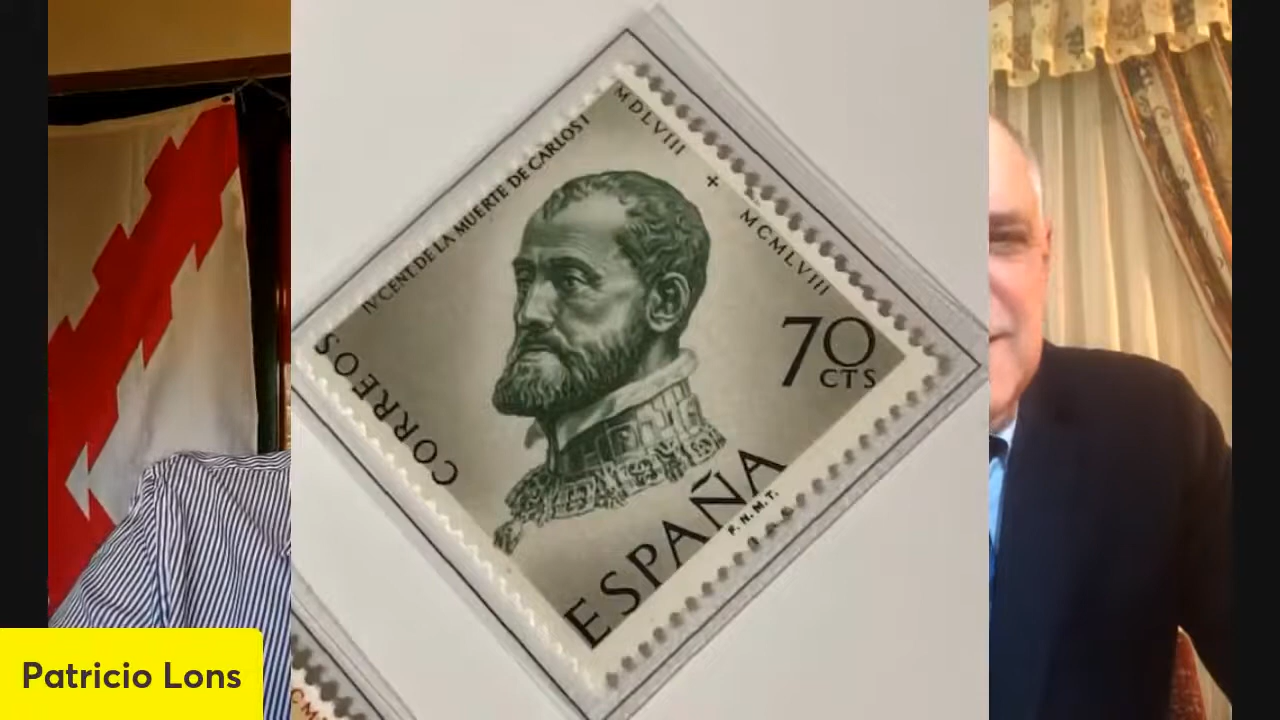 IV CENT. DE LA MUERTE DE CARLOS I
MDLVIII + MCMLVIII
70
CTS
CORREOS
ESPAÑA
F. N. M. T.
Patricio Lons